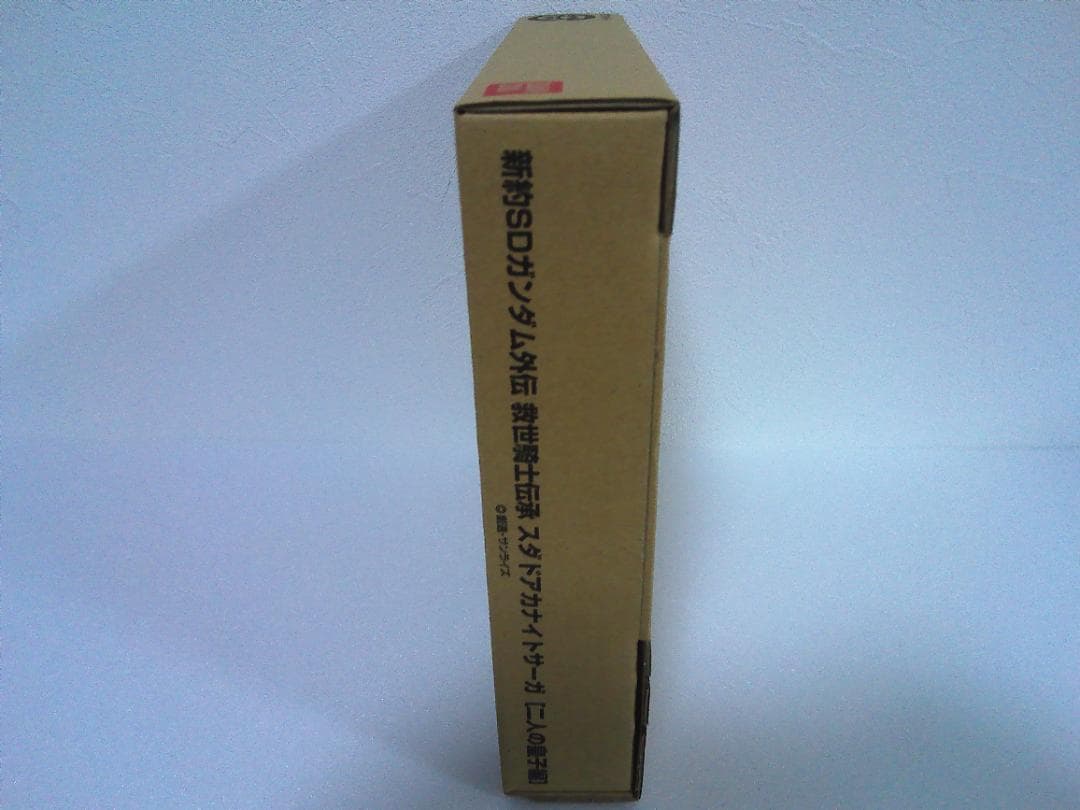 新約SDガンダム外伝 救世騎士伝承 スダドアカナイトサーガ [二人の皇子編]
©創通・サンライズ